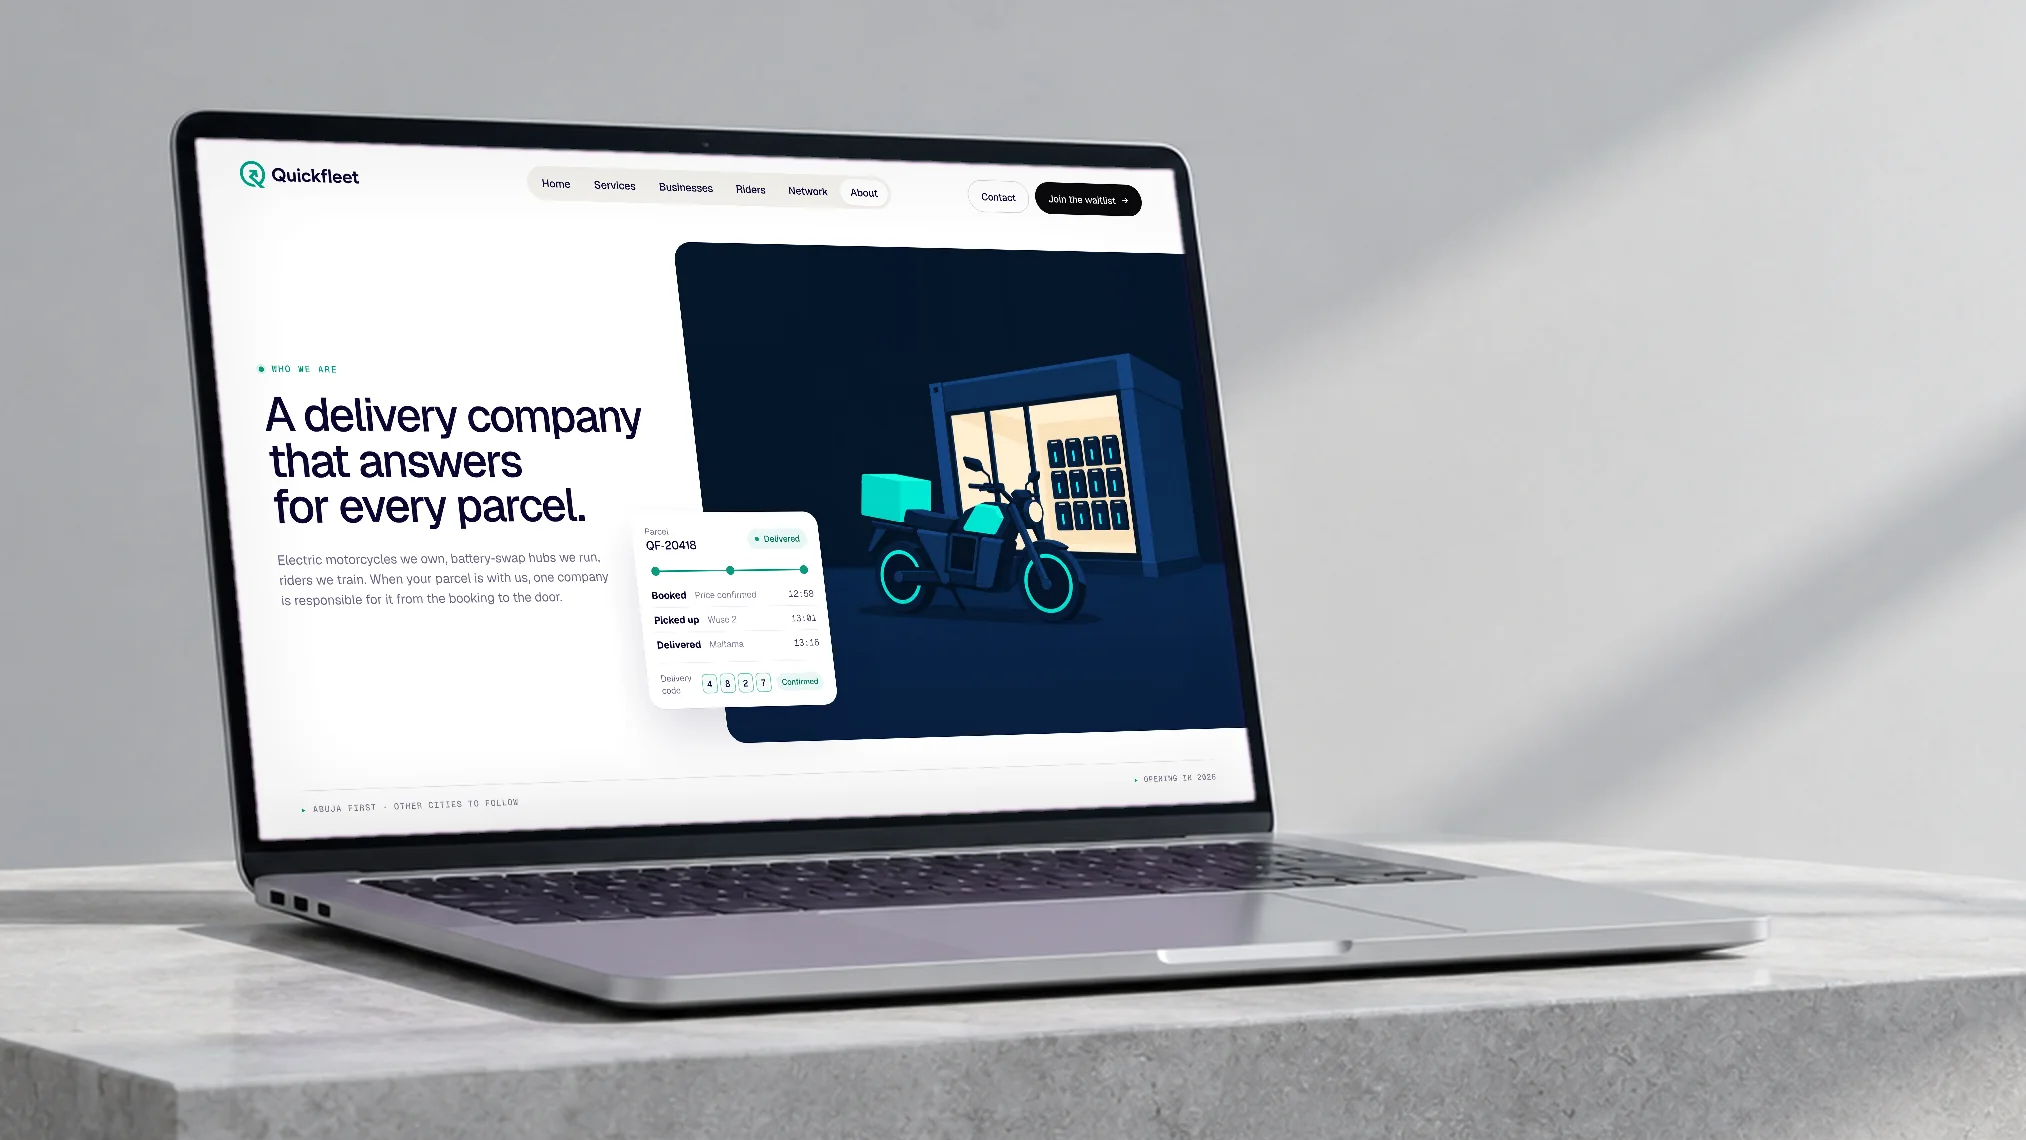 Quickfleet
Home Services Businesses Riders Network About
Contact
Join the waitlist →
WHO WE ARE
A delivery company
that answers
for every parcel.
Electric motorcycles we own, battery-swap hubs we run,
riders we train. When your parcel is with us, one company
is responsible for it from the booking to the door.
Parcel
QF-20418
Delivered
Booked Price confirmed 12:58
Picked up Wuse 2 13:01
Delivered Maitama 13:16
Delivery
code
4 8 2 7
Confirmed
ABUJA FIRST · OTHER CITIES TO FOLLOW
OPENING IN 2026